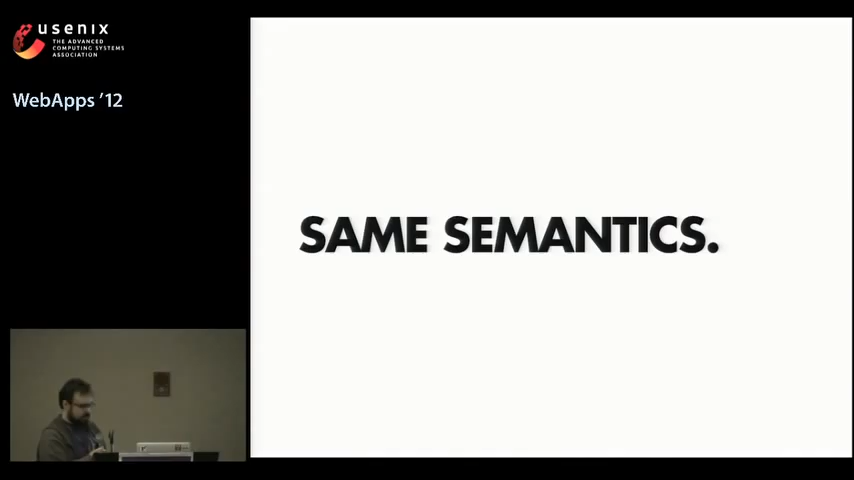 usenix
THE ADVANCED
COMPUTING SYSTEMS
ASSOCIATION
WebApps '12
SAME SEMANTICS.